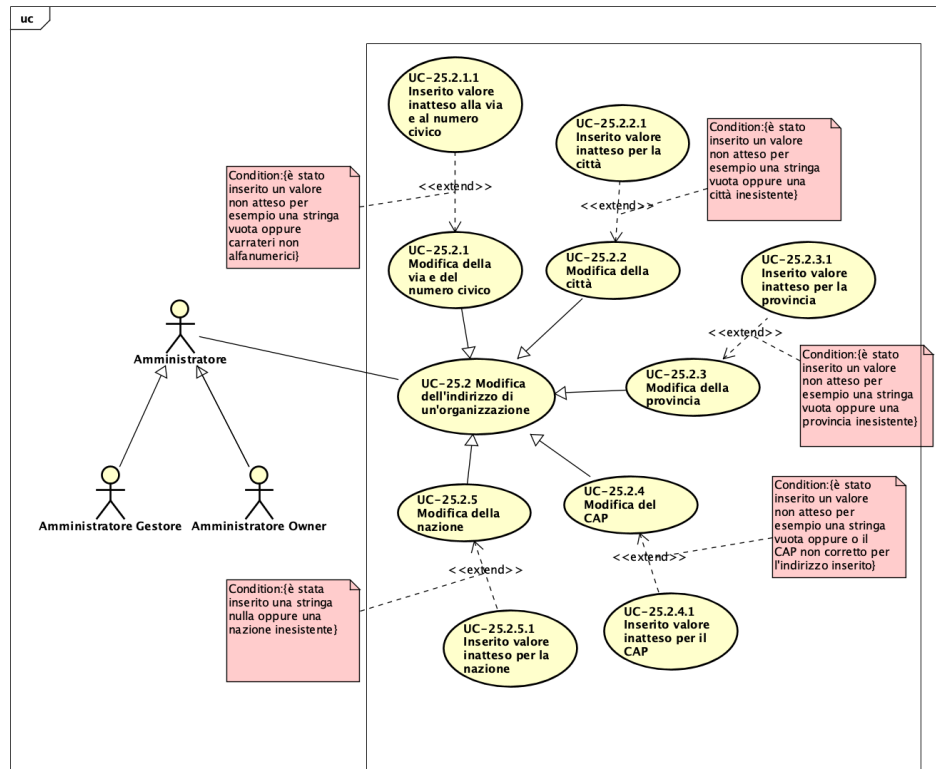 uc
UC-25.2.1.1
Inserito valore
inatteso alla via
e al numero
civico
UC-25.2.2.1
Inserito valore
inatteso per la
città
Condition:{è stato
inserito un valore
non atteso per
esempio una stringa
vuota oppure una
città inesistente}
Condition:{è stato
inserito un valore
non atteso per
esempio una stringa
vuota oppure
carrateri non
alfanumerici}
<<extend>>
<<extend>>
UC-25.2.1
Modifica della
via e del
numero civico
UC-25.2.2
Modifica della
città
UC-25.2.3.1
Inserito valore
inatteso per la
provincia
<<extend>>
Amministratore
UC-25.2 Modifica
dell'indirizzo di
un'organizzazione
UC-25.2.3
Modifica della
provincia
Condition:{è stato
inserito un valore
non atteso per
esempio una stringa
vuota oppure una
provincia inesistente}
Amministratore Gestore
Amministratore Owner
UC-25.2.5
Modifica della
nazione
UC-25.2.4
Modifica del
CAP
Condition:{è stato
inserito un valore
non atteso per
esempio una stringa
vuota oppure o il
CAP non corretto per
l'indirizzo inserito}
<<extend>>
<<extend>>
Condition:{è stata
inserito una stringa
nulla oppure una
nazione inesistente}
UC-25.2.5.1
Inserito valore
inatteso per la
nazione
UC-25.2.4.1
Inserito valore
inatteso per il
CAP